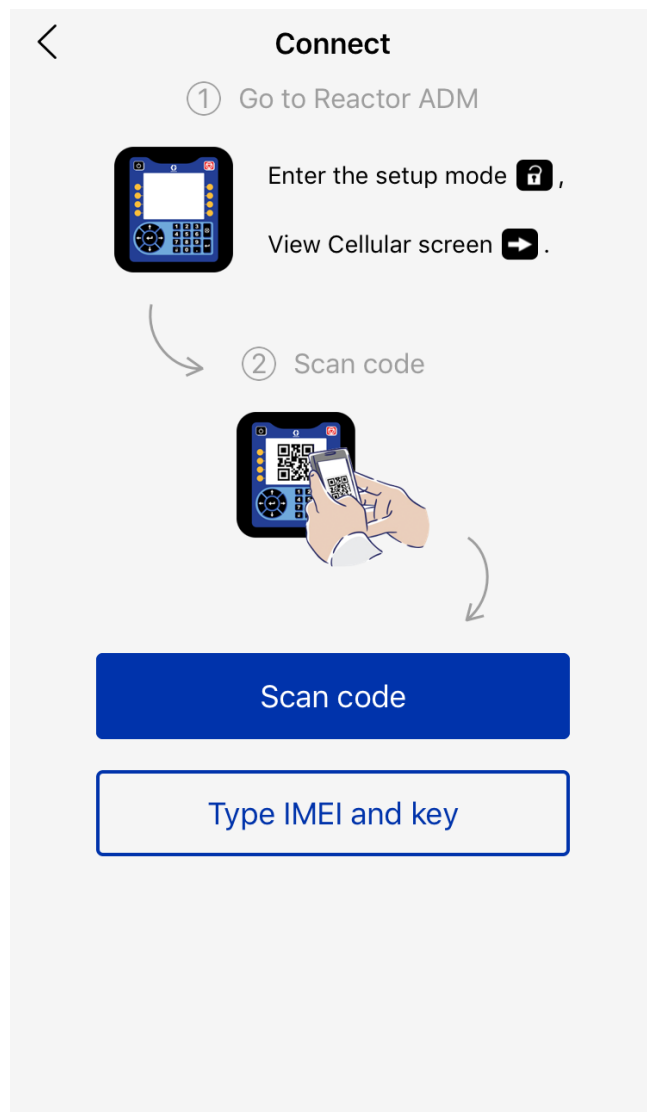 Connect
1 Go to Reactor ADM
Enter the setup mode ,
View Cellular screen .
2 Scan code
Scan code
Type IMEI and key